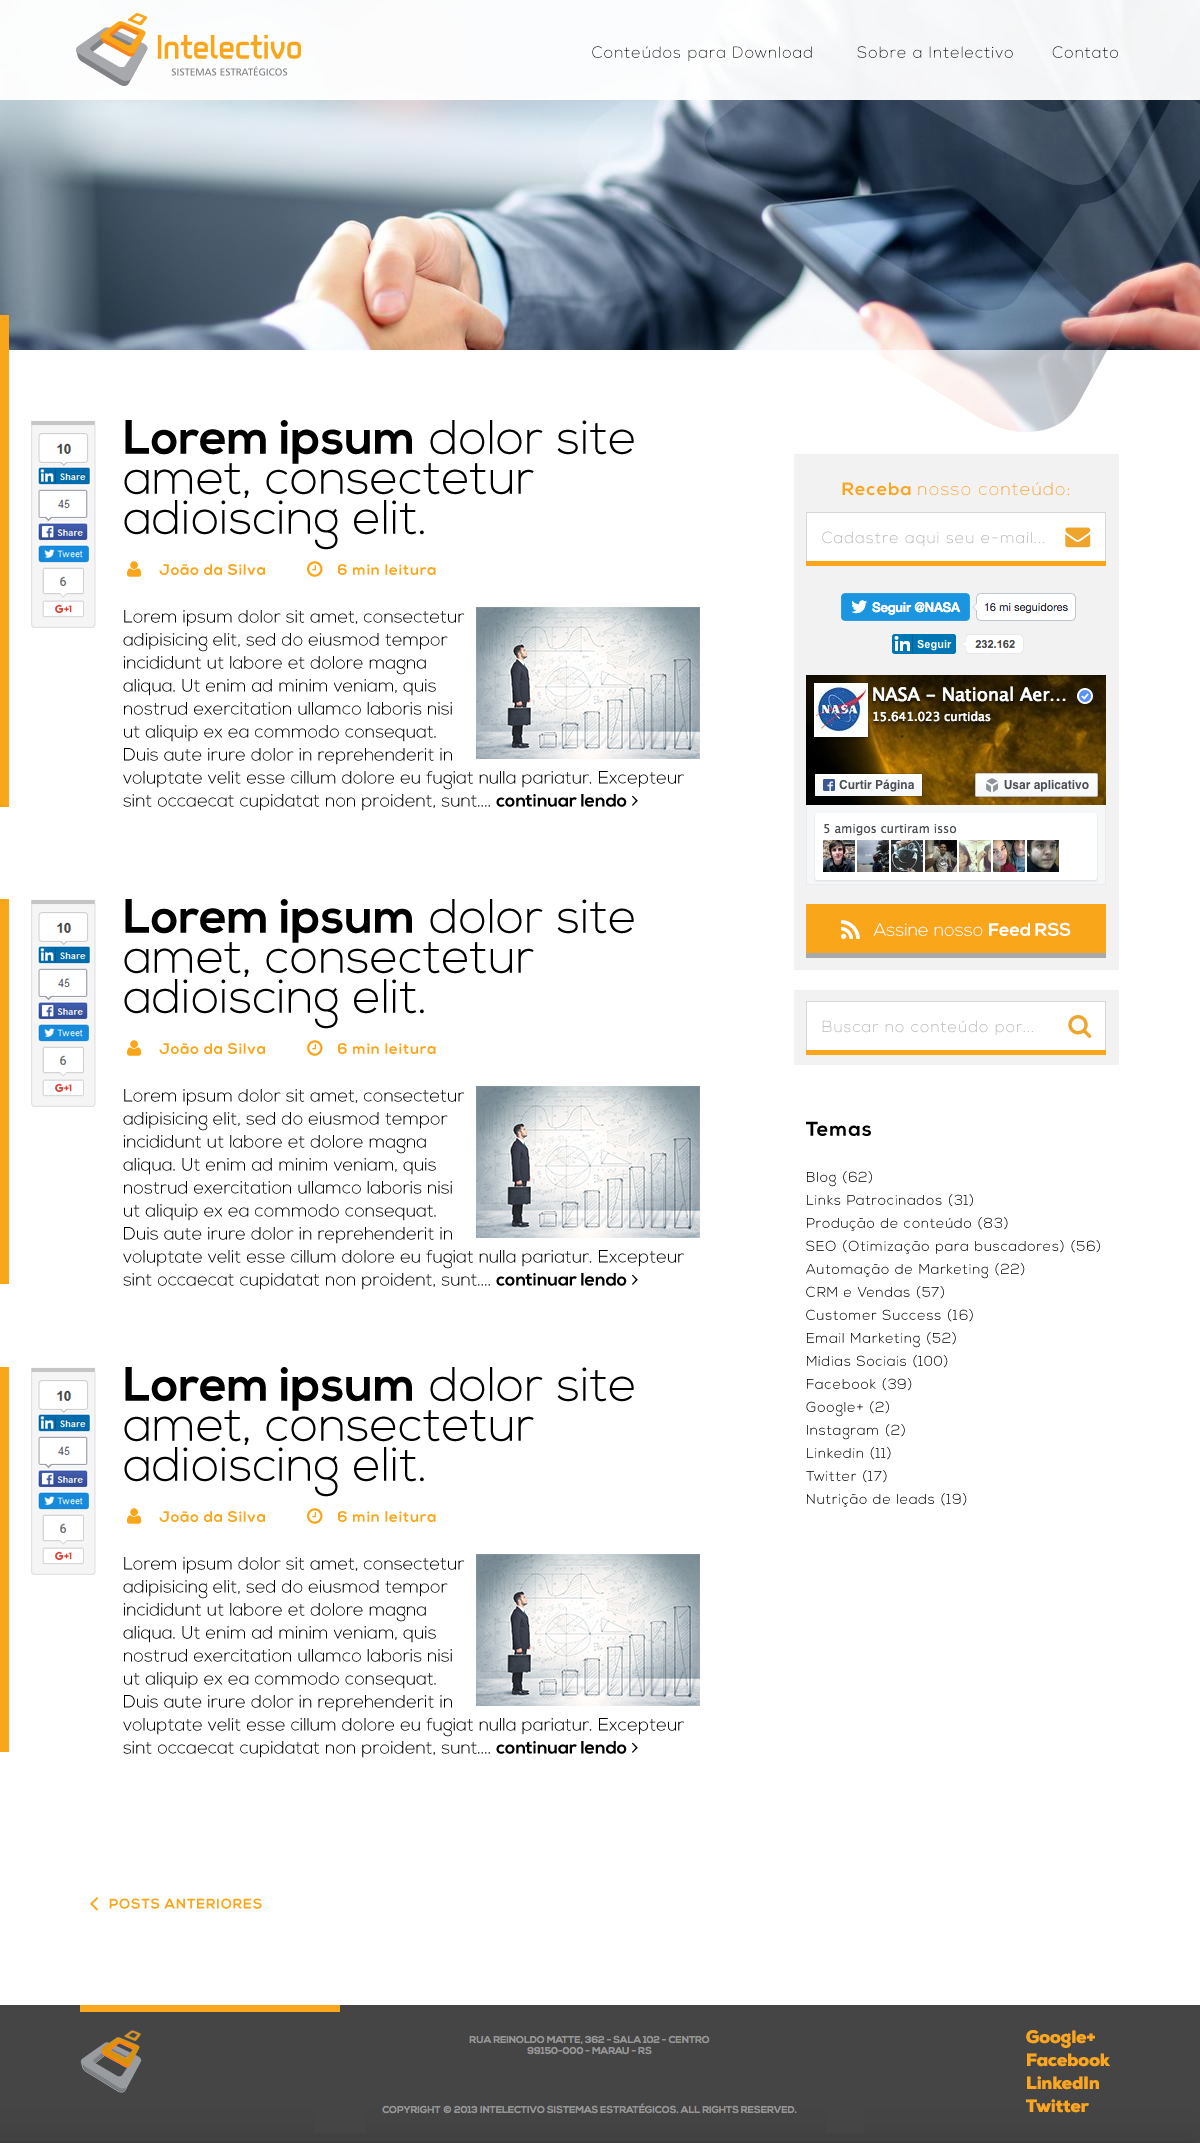 Intelectivo
SISTEMAS ESTRATÉGICOS
Conteúdos para Download
Sobre a Intelectivo
Contato
10
Share
45
Share
Tweet
6
G+1
Lorem ipsum dolor site
amet, consectetur
adioiscing elit.
João da Silva
6 min leitura
Lorem ipsum dolor sit amet, consectetur
adipisicing elit, sed do eiusmod tempor
incididunt ut labore et dolore magna
aliqua. Ut enim ad minim veniam, quis
nostrud exercitation ullamco laboris nisi
ut aliquip ex ea commodo consequat.
Duis aute irure dolor in reprehenderit in
voluptate velit esse cillum dolore eu fugiat nulla pariatur. Excepteur
sint occaecat cupidatat non proident, sunt.... continuar lendo >
10
Share
45
Share
Tweet
6
G+1
Lorem ipsum dolor site
amet, consectetur
adioiscing elit.
João da Silva
6 min leitura
Lorem ipsum dolor sit amet, consectetur
adipisicing elit, sed do eiusmod tempor
incididunt ut labore et dolore magna
aliqua. Ut enim ad minim veniam, quis
nostrud exercitation ullamco laboris nisi
ut aliquip ex ea commodo consequat.
Duis aute irure dolor in reprehenderit in
voluptate velit esse cillum dolore eu fugiat nulla pariatur. Excepteur
sint occaecat cupidatat non proident, sunt.... continuar lendo >
10
Share
45
Share
Tweet
6
G+1
Lorem ipsum dolor site
amet, consectetur
adioiscing elit.
João da Silva
6 min leitura
Lorem ipsum dolor sit amet, consectetur
adipisicing elit, sed do eiusmod tempor
incididunt ut labore et dolore magna
aliqua. Ut enim ad minim veniam, quis
nostrud exercitation ullamco laboris nisi
ut aliquip ex ea commodo consequat.
Duis aute irure dolor in reprehenderit in
voluptate velit esse cillum dolore eu fugiat nulla pariatur. Excepteur
sint occaecat cupidatat non proident, sunt.... continuar lendo >
< POSTS ANTERIORES
Receba nosso conteúdo:
Cadastre aqui seu e-mail...
Seguir @NASA
16 mi seguidores
in Seguir
232.162
NASA
NASA – National Aer...
15.641.023 curtidas
Curtir Página
Usar aplicativo
5 amigos curtiram isso
Assine nosso Feed RSS
Buscar no conteúdo por...
Temas
Blog (62)
Links Patrocinados (31)
Produção de conteúdo (83)
SEO (Otimização para buscadores) (56)
Automação de Marketing (22)
CRM e Vendas (57)
Customer Success (16)
Email Marketing (52)
Mídias Sociais (100)
Facebook (39)
Google+ (2)
Instagram (2)
Linkedin (11)
Twitter (17)
Nutrição de leads (19)
RUA REINOLDO MATTE, 362 - SALA 102 - CENTRO
99150-000 - MARAU - RS
COPYRIGHT © 2013 INTELECTIVO SISTEMAS ESTRATÉGICOS. ALL RIGHTS RESERVED.
Google+
Facebook
LinkedIn
Twitter